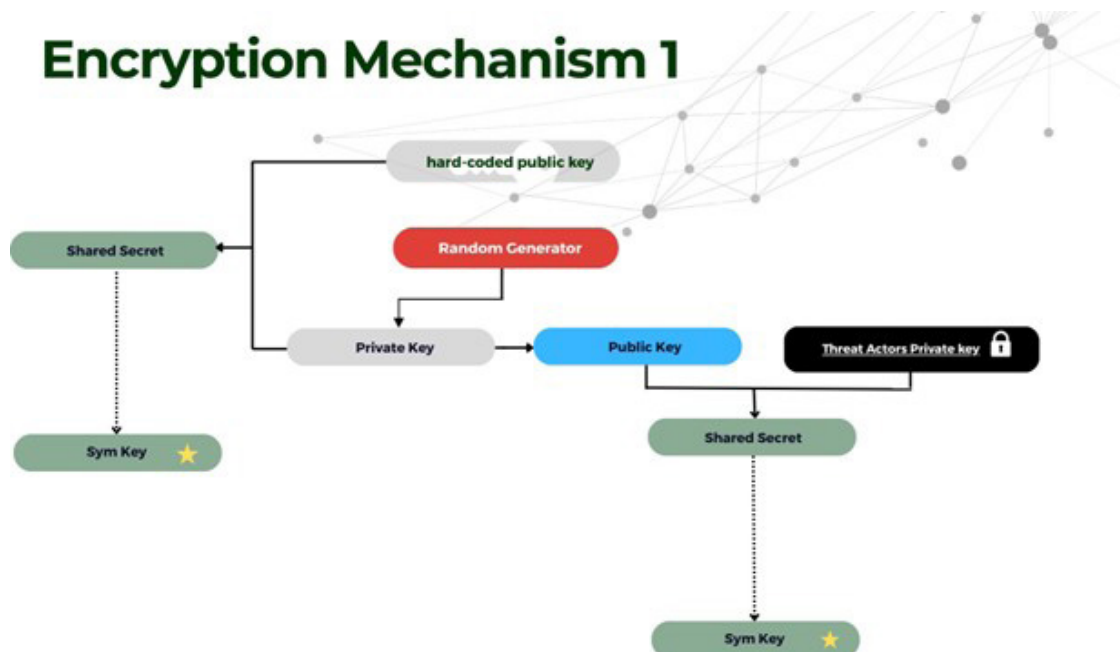 Encryption Mechanism 1
hard-coded public key
Shared Secret
Random Generator
Private Key
Public Key
Threat Actors Private key
Shared Secret
Sym Key
Sym Key